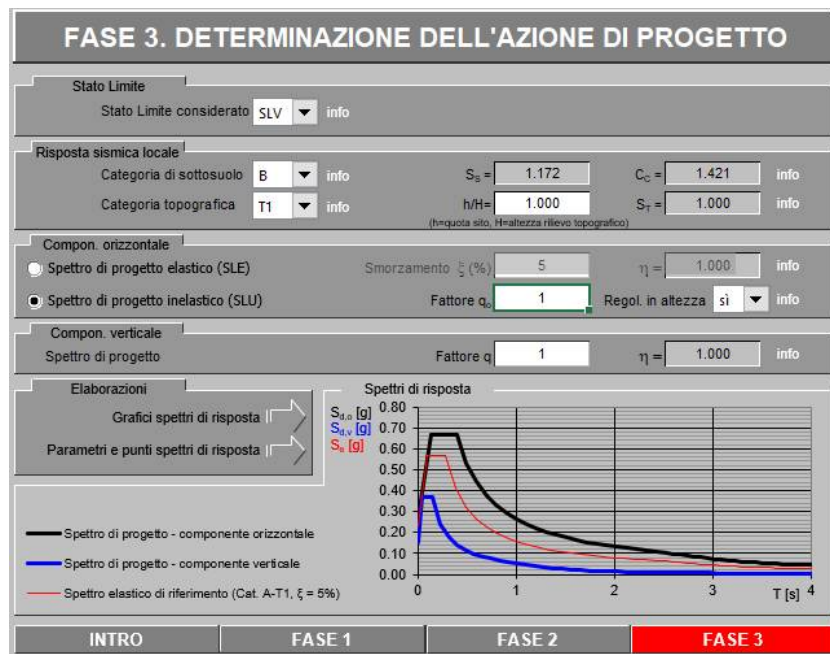 FASE 3. DETERMINAZIONE DELL'AZIONE DI PROGETTO
Stato Limite
Stato Limite considerato SLV info
Risposta sismica locale
Categoria di sottosuolo B info S_S = 1.172 C_C = 1.421 info
Categoria topografica T1 info h/H= 1.000 S_T = 1.000 info
(h=quota sito, H=altezza rilievo topografico)
Compon. orizzontale
Spettro di progetto elastico (SLE) Smorzamento ξ (%) 5 η = 1.000 info
Spettro di progetto inelastico (SLU) Fattore q_o 1 Regol. in altezza sì info
Compon. verticale
Spettro di progetto Fattore q 1 η = 1.000 info
Elaborazioni
Grafici spettri di risposta
Parametri e punti spettri di risposta
Spettri di risposta
S_d,o [g]
S_d,v [g]
S_e [g]
0.80
0.70
0.60
0.50
0.40
0.30
0.20
0.10
0.00
0 1 2 3 T [s] 4
Spettro di progetto - componente orizzontale
Spettro di progetto - componente verticale
Spettro elastico di riferimento (Cat. A-T1, ξ = 5%)
INTRO FASE 1 FASE 2 FASE 3